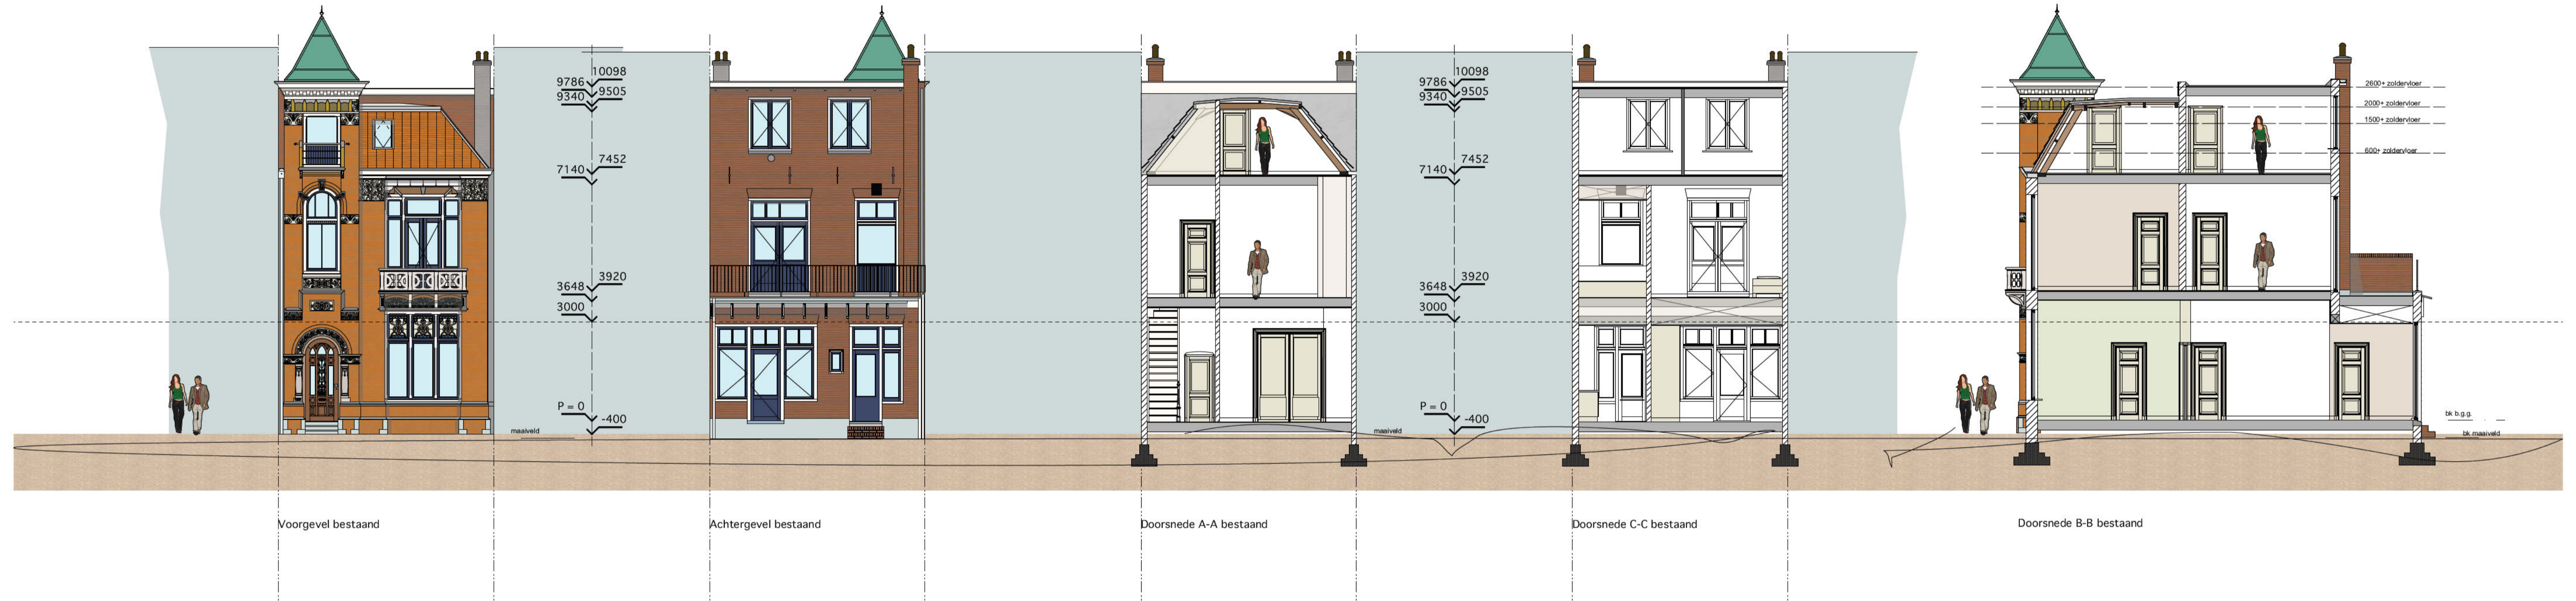 10098
9786
9505
9340
7452
7140
3920
3648
3000
P = 0
-400
maaiveld
10098
9786
9505
9340
7452
7140
3920
3648
3000
P = 0
-400
maaiveld
2600+ zoldervloer
2000+ zoldervloer
1500+ zoldervloer
600+ zoldervloer
bk b.g.g.
bk maaiveld
Voorgevel bestaand
Achtergevel bestaand
Doorsnede A-A bestaand
Doorsnede C-C bestaand
Doorsnede B-B bestaand